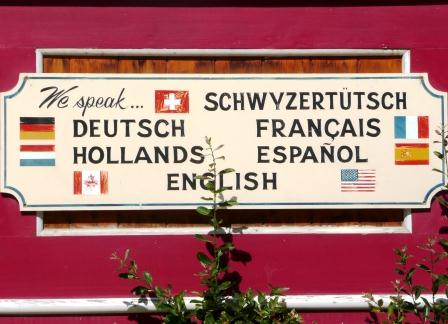 We speak... SCHWYZERTÜTSCH
DEUTSCH FRANÇAIS
HOLLANDS ESPAÑOL
ENGLISH